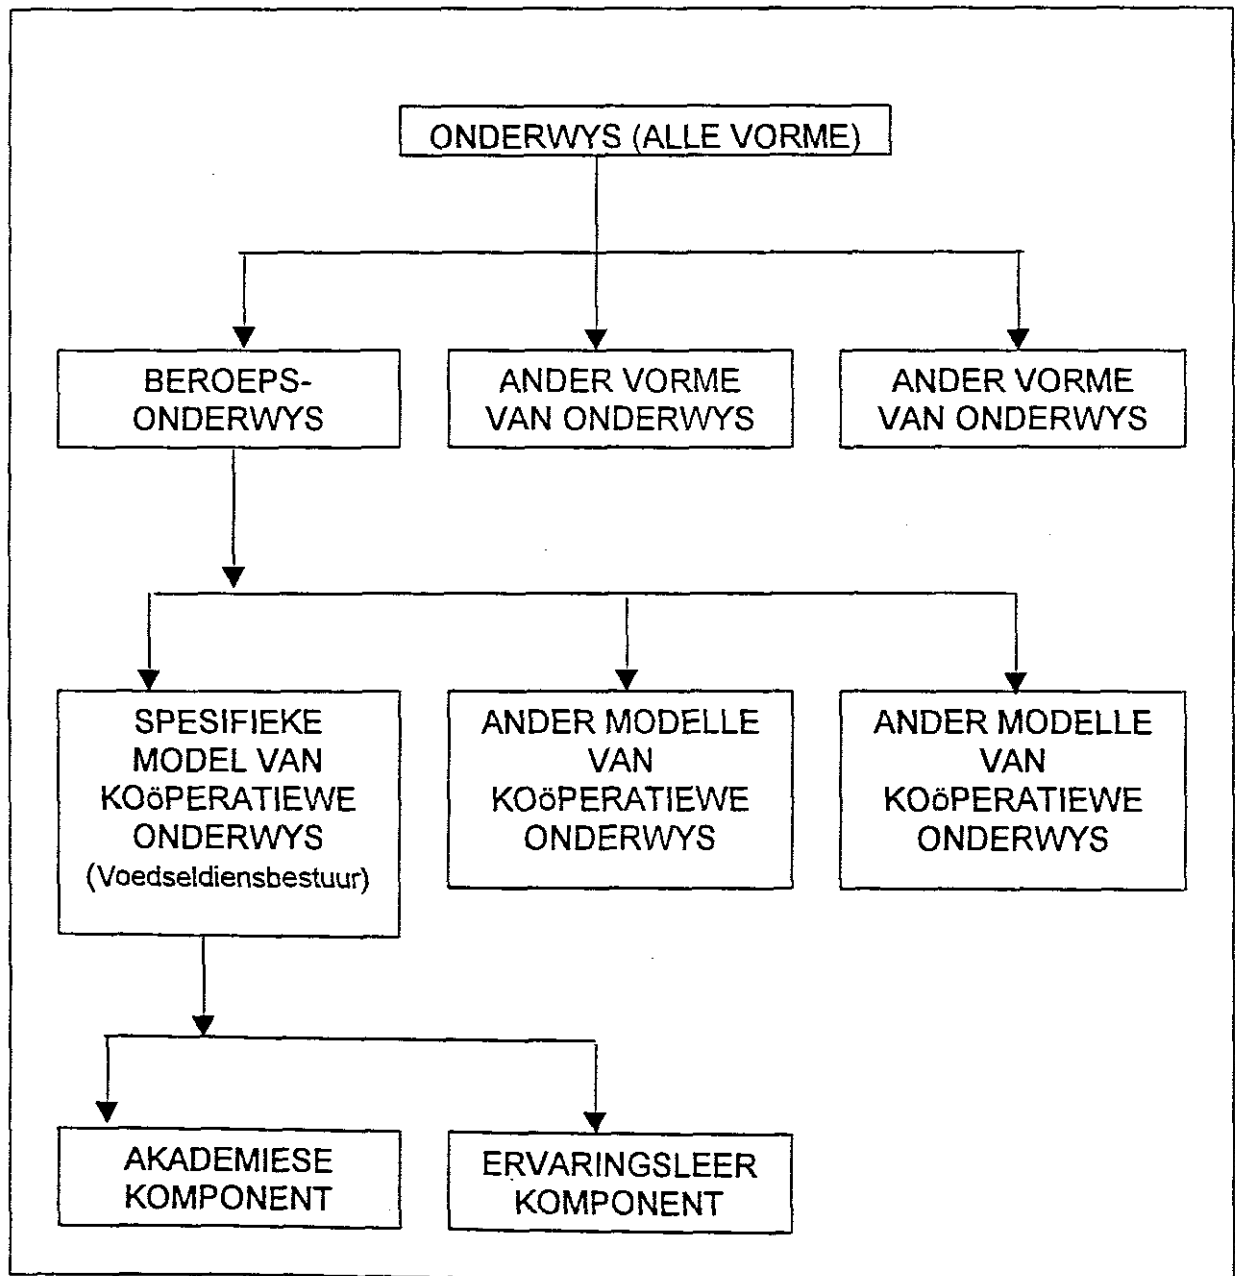 ONDERWYS (ALLE VORME)
BEROEPS-
ONDERWYS
ANDER VORME
VAN ONDERWYS
ANDER VORME
VAN ONDERWYS
SPESIFIEKE
MODEL VAN
KOöPERATIEWE
ONDERWYS
(Voedseldiensbestuur)
ANDER MODELLE
VAN
KOöPERATIEWE
ONDERWYS
ANDER MODELLE
VAN
KOöPERATIEWE
ONDERWYS
AKADEMIESE
KOMPONENT
ERVARINGSLEER
KOMPONENT